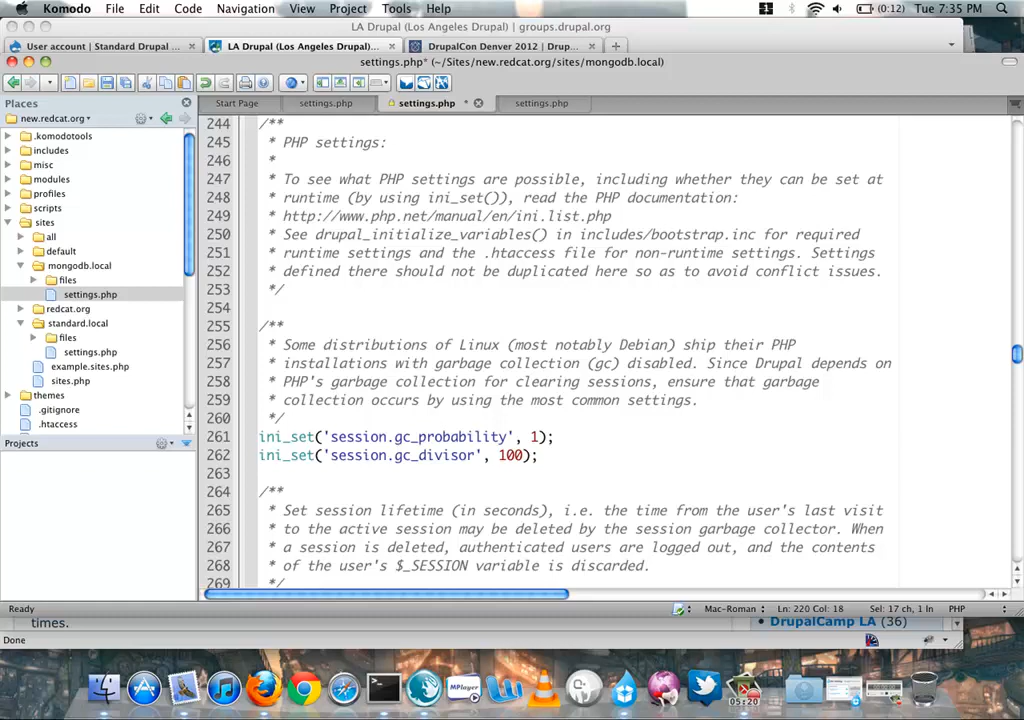 Komodo File Edit Code Navigation View Project Tools Help (0:12) Tue 7:35 PM
LA Drupal (Los Angeles Drupal) | groups.drupal.org
User account | Standard Drupal ... LA Drupal (Los Angeles Drupal)... DrupalCon Denver 2012 | Drup...
settings.php* (~/Sites/new.redcat.org/sites/mongodb.local)
Places
Start Page settings.php settings.php * settings.php
new.redcat.org
.komodotools
includes
misc
modules
profiles
scripts
sites
all
default
mongodb.local
files
settings.php
redcat.org
standard.local
files
settings.php
example.sites.php
sites.php
themes
.gitignore
.htaccess
Projects
244 /**
245 * PHP settings:
246 *
247 * To see what PHP settings are possible, including whether they can be set at
248 * runtime (by using ini_set()), read the PHP documentation:
249 * http://www.php.net/manual/en/ini.list.php
250 * See drupal_initialize_variables() in includes/bootstrap.inc for required
251 * runtime settings and the .htaccess file for non-runtime settings. Settings
252 * defined there should not be duplicated here so as to avoid conflict issues.
253 */
254
255 /**
256 * Some distributions of Linux (most notably Debian) ship their PHP
257 * installations with garbage collection (gc) disabled. Since Drupal depends on
258 * PHP's garbage collection for clearing sessions, ensure that garbage
259 * collection occurs by using the most common settings.
260 */
261 ini_set('session.gc_probability', 1);
262 ini_set('session.gc_divisor', 100);
263
264 /**
265 * Set session lifetime (in seconds), i.e. the time from the user's last visit
266 * to the active session may be deleted by the session garbage collector. When
267 * a session is deleted, authenticated users are logged out, and the contents
268 * of the user's $_SESSION variable is discarded.
269 */
Ready Mac-Roman Ln: 220 Col: 18 Sel: 17 ch, 1 ln PHP
times. • DrupalCamp LA (36)
Done
MPlayer
05:20